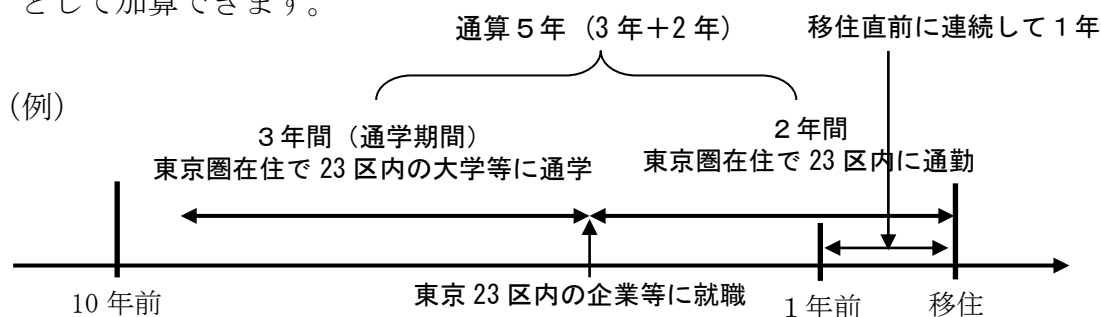 として加算できます。
通算５年（3 年＋2 年）
移住直前に連続して１年
（例）
３年間（通学期間）
東京圏在住で 23 区内の大学等に通学
２年間
東京圏在住で 23 区内に通勤
10 年前
東京 23 区内の企業等に就職
１年前
移住